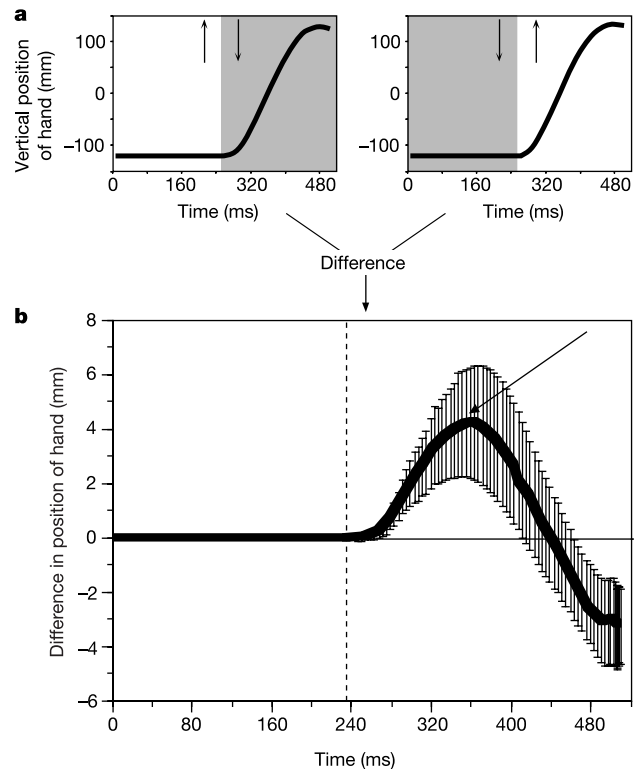 a
Vertical position
of hand (mm)
100
0
−100
0 160 320 480
Time (ms)
100
0
−100
0 160 320 480
Time (ms)
Difference
b
Difference in position of hand (mm)
8
6
4
2
0
−2
−4
−6
0 80 160 240 320 400 480
Time (ms)